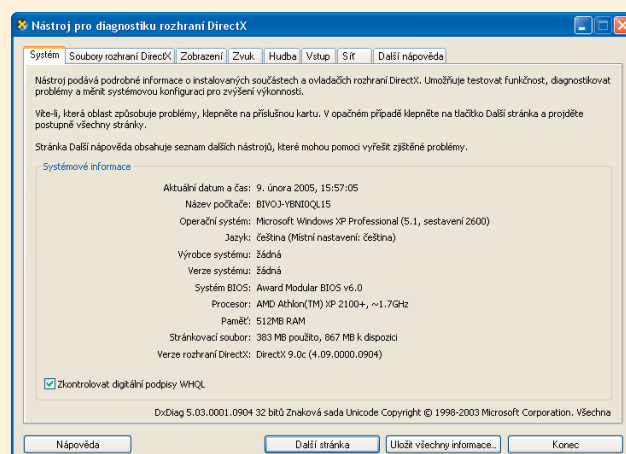 Nástroj pro diagnostiku rozhraní DirectX
Systém Soubory rozhraní DirectX Zobrazení Zvuk Hudba Vstup Síť Další nápověda
Nástroj podává podrobné informace o instalovaných součástech a ovladačích rozhraní DirectX. Umožňuje testovat funkčnost, diagnostikovat
problémy a měnit systémovou konfiguraci pro zvýšení výkonnosti.
Víte-li, která oblast způsobuje problémy, klepněte na příslušnou kartu. V opačném případě klepněte na tlačítko Další stránka a projděte
postupně všechny stránky.
Stránka Další nápověda obsahuje seznam dalších nástrojů, které mohou pomoci vyřešit zjištěné problémy.
Systémové informace
Aktuální datum a čas: 9. února 2005, 15:57:05
Název počítače: BIVOJ-YBNI0QL15
Operační systém: Microsoft Windows XP Professional (5.1, sestavení 2600)
Jazyk: čeština (Místní nastavení: čeština)
Výrobce systému: žádná
Verze systému: žádná
Systém BIOS: Award Modular BIOS v6.0
Procesor: AMD Athlon(TM) XP 2100+, ~1.7GHz
Paměť: 512MB RAM
Stránkovací soubor: 383 MB použito, 867 MB k dispozici
Verze rozhraní DirectX: DirectX 9.0c (4.09.0000.0904)
Zkontrolovat digitální podpisy WHQL
DxDiag 5.03.0001.0904 32 bitů Znaková sada Unicode Copyright © 1998-2003 Microsoft Corporation. Všechna
Nápověda Další stránka Uložit všechny informace... Konec